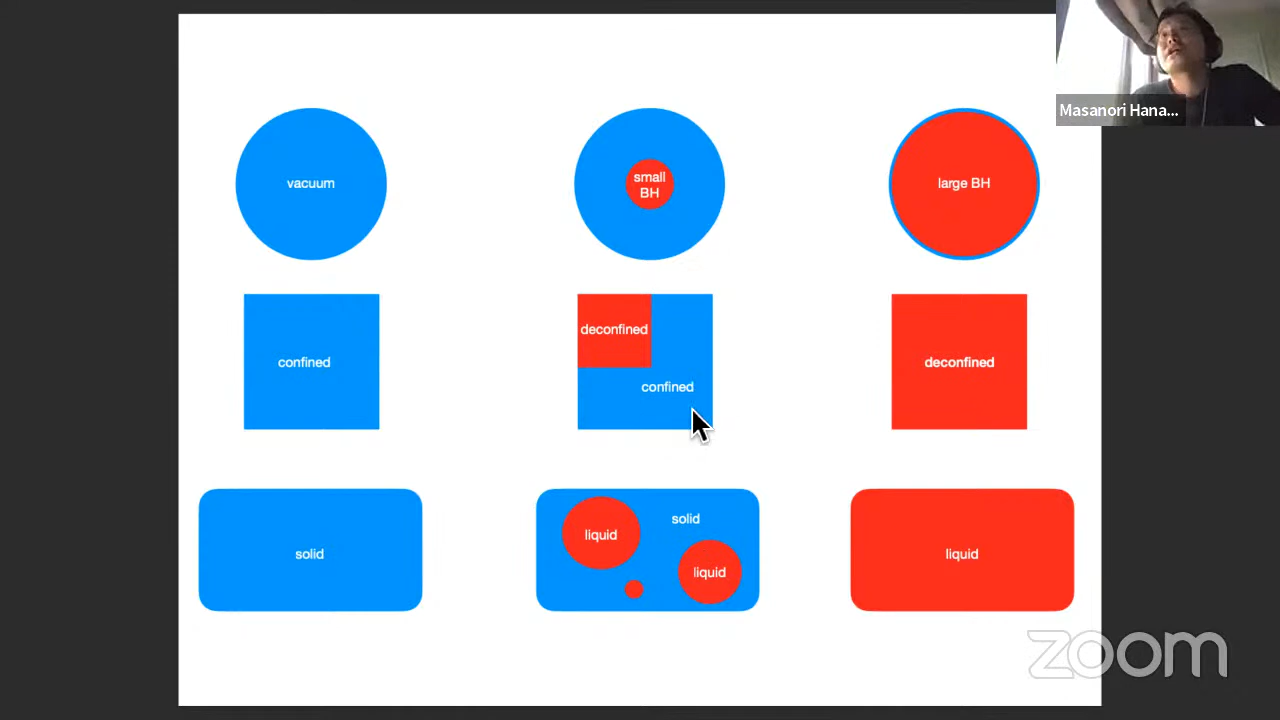 Masanori Hana...
vacuum
small
BH
large BH
confined
deconfined
confined
deconfined
solid
liquid
solid
liquid
liquid
zoom